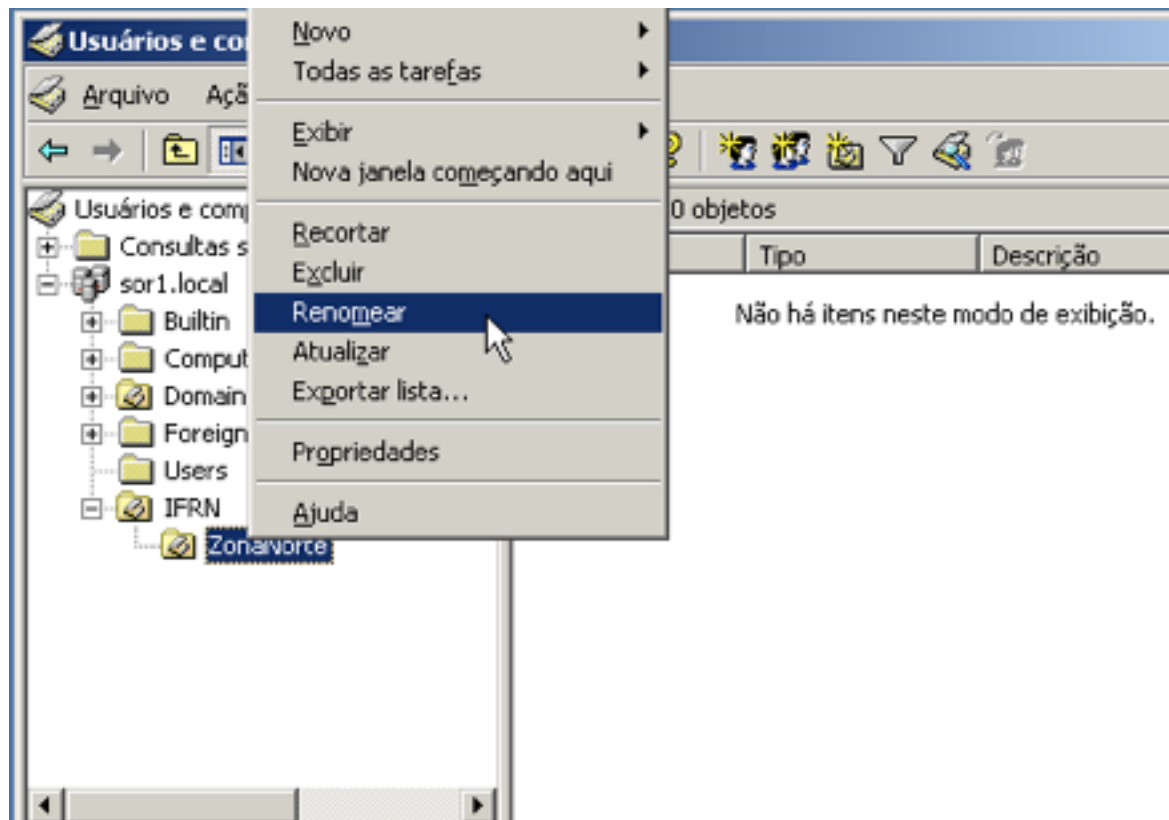 Usuários e co
Arquivo Açã
Usuários e com
Consultas s
sor1.local
Builtin
Comput
Domain
Foreign
Users
IFRN
ZonaNorte
Novo
Todas as tarefas
Exibir
Nova janela começando aqui
Recortar
Excluir
Renomear
Atualizar
Exportar lista...
Propriedades
Ajuda
0 objetos
Tipo Descrição
Não há itens neste modo de exibição.